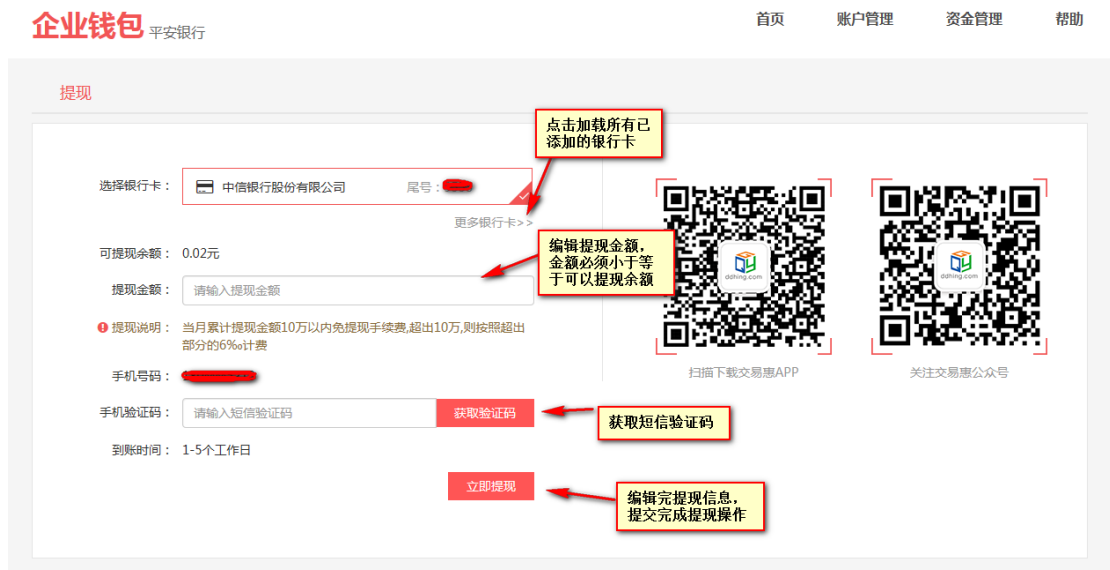 企业钱包 平安银行
首页 账户管理 资金管理 帮助
提现
点击加载所有已
添加的银行卡
选择银行卡： 中信银行股份有限公司 尾号：
更多银行卡>>
编辑提现金额，
金额必须小于等
于可以提现余额
可提现余额： 0.02元
提现金额： 请输入提现金额
提现说明： 当月累计提现金额10万以内免提现手续费,超出10万,则按照超出
部分的6‰计费
手机号码：
手机验证码： 请输入短信验证码 获取验证码
获取短信验证码
到账时间： 1-5个工作日
立即提现
编辑完提现信息，
提交完成提现操作
ddhing.com
ddhing.com
扫描下载交易惠APP
关注交易惠公众号